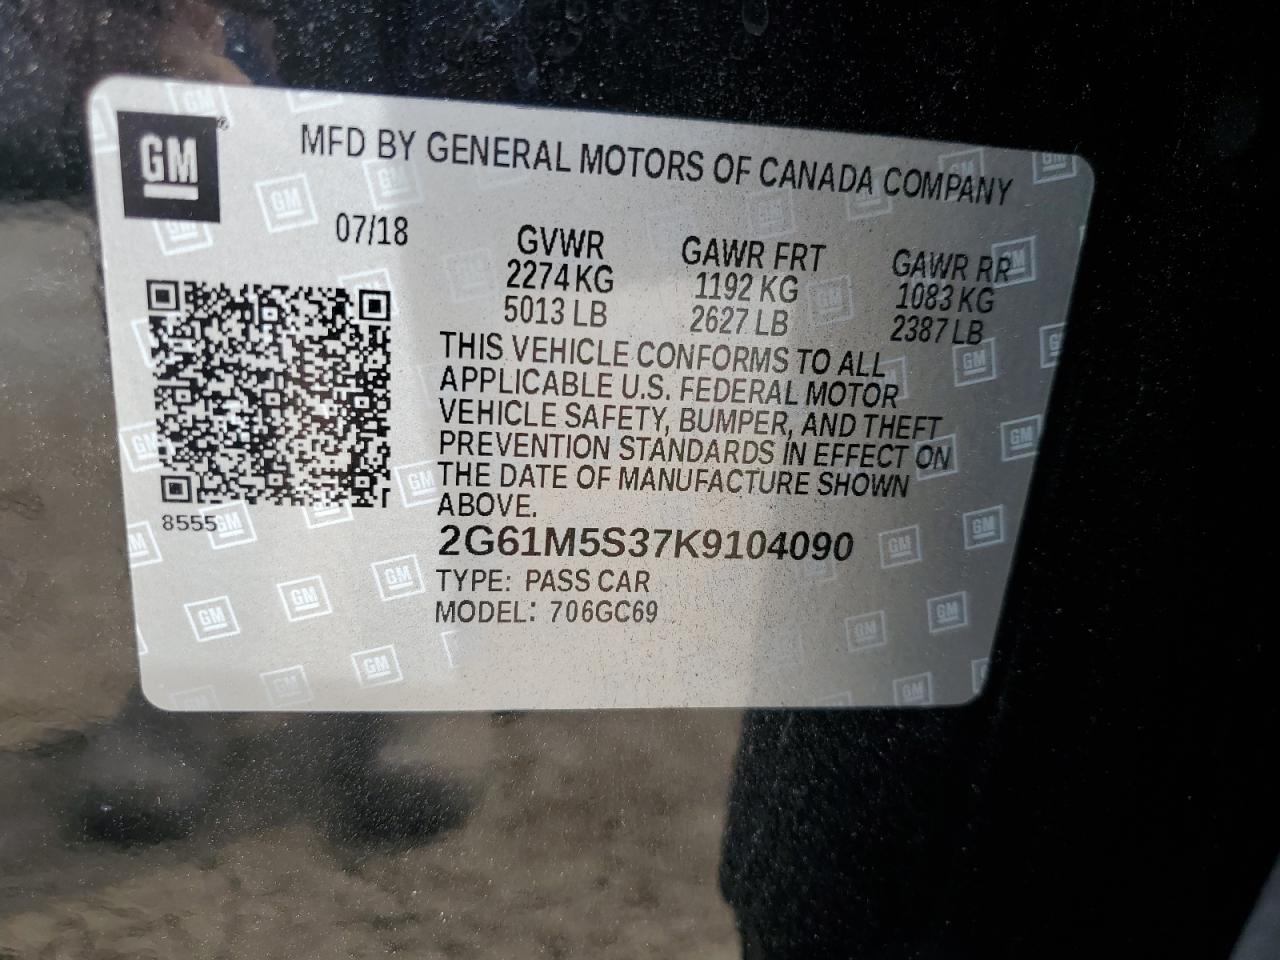 GM
MFD BY GENERAL MOTORS OF CANADA COMPANY
07/18
GVWR GAWR FRT GAWR RR
2274 KG 1192 KG 1083 KG
5013 LB 2627 LB 2387 LB
THIS VEHICLE CONFORMS TO ALL
APPLICABLE U.S. FEDERAL MOTOR
VEHICLE SAFETY, BUMPER, AND THEFT
PREVENTION STANDARDS IN EFFECT ON
THE DATE OF MANUFACTURE SHOWN
ABOVE.
8555
2G61M5S37K9104090
TYPE: PASS CAR
MODEL: 706GC69